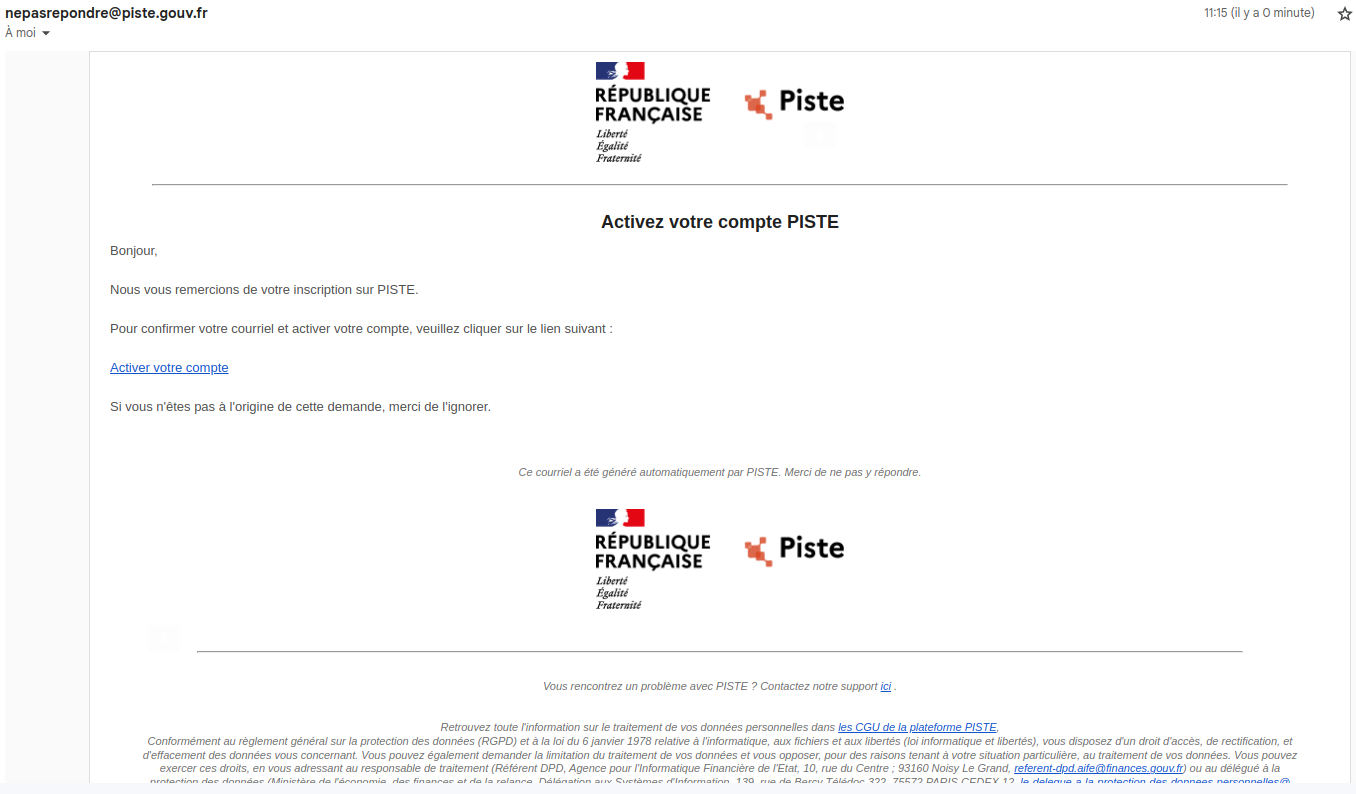 nepasrepondre@piste.gouv.fr
11:15 (il y a 0 minute)
À moi
RÉPUBLIQUE
FRANÇAISE
Liberté
Égalité
Fraternité
Piste
Activez votre compte PISTE
Bonjour,
Nous vous remercions de votre inscription sur PISTE.
Pour confirmer votre courriel et activer votre compte, veuillez cliquer sur le lien suivant :
Activer votre compte
Si vous n'êtes pas à l'origine de cette demande, merci de l'ignorer.
Ce courriel a été généré automatiquement par PISTE. Merci de ne pas y répondre.
RÉPUBLIQUE
FRANÇAISE
Liberté
Égalité
Fraternité
Piste
Vous rencontrez un problème avec PISTE ? Contactez notre support ici .
Retrouvez toute l'information sur le traitement de vos données personnelles dans les CGU de la plateforme PISTE.
Conformément au règlement général sur la protection des données (RGPD) et à la loi du 6 janvier 1978 relative à l'informatique, aux fichiers et aux libertés (loi informatique et libertés), vous disposez d'un droit d'accès, de rectification, et
d'effacement des données vous concernant. Vous pouvez également demander la limitation du traitement de vos données et vous opposer, pour des raisons tenant à votre situation particulière, au traitement de vos données. Vous pouvez
exercer ces droits, en vous adressant au responsable de traitement (Référent DPD, Agence pour l'Informatique Financière de l'Etat, 10, rue du Centre ; 93160 Noisy Le Grand, referent-dpd.aife@finances.gouv.fr) ou au délégué à la
protection des données (Ministère de l'économie, des finances et de la relance, Délégation aux Systèmes d'Information, 139, rue de Bercy Télédoc 322, 75572 PARIS CEDEX 12, le-delegue-a-la-protection-des-donnees-personnelles@